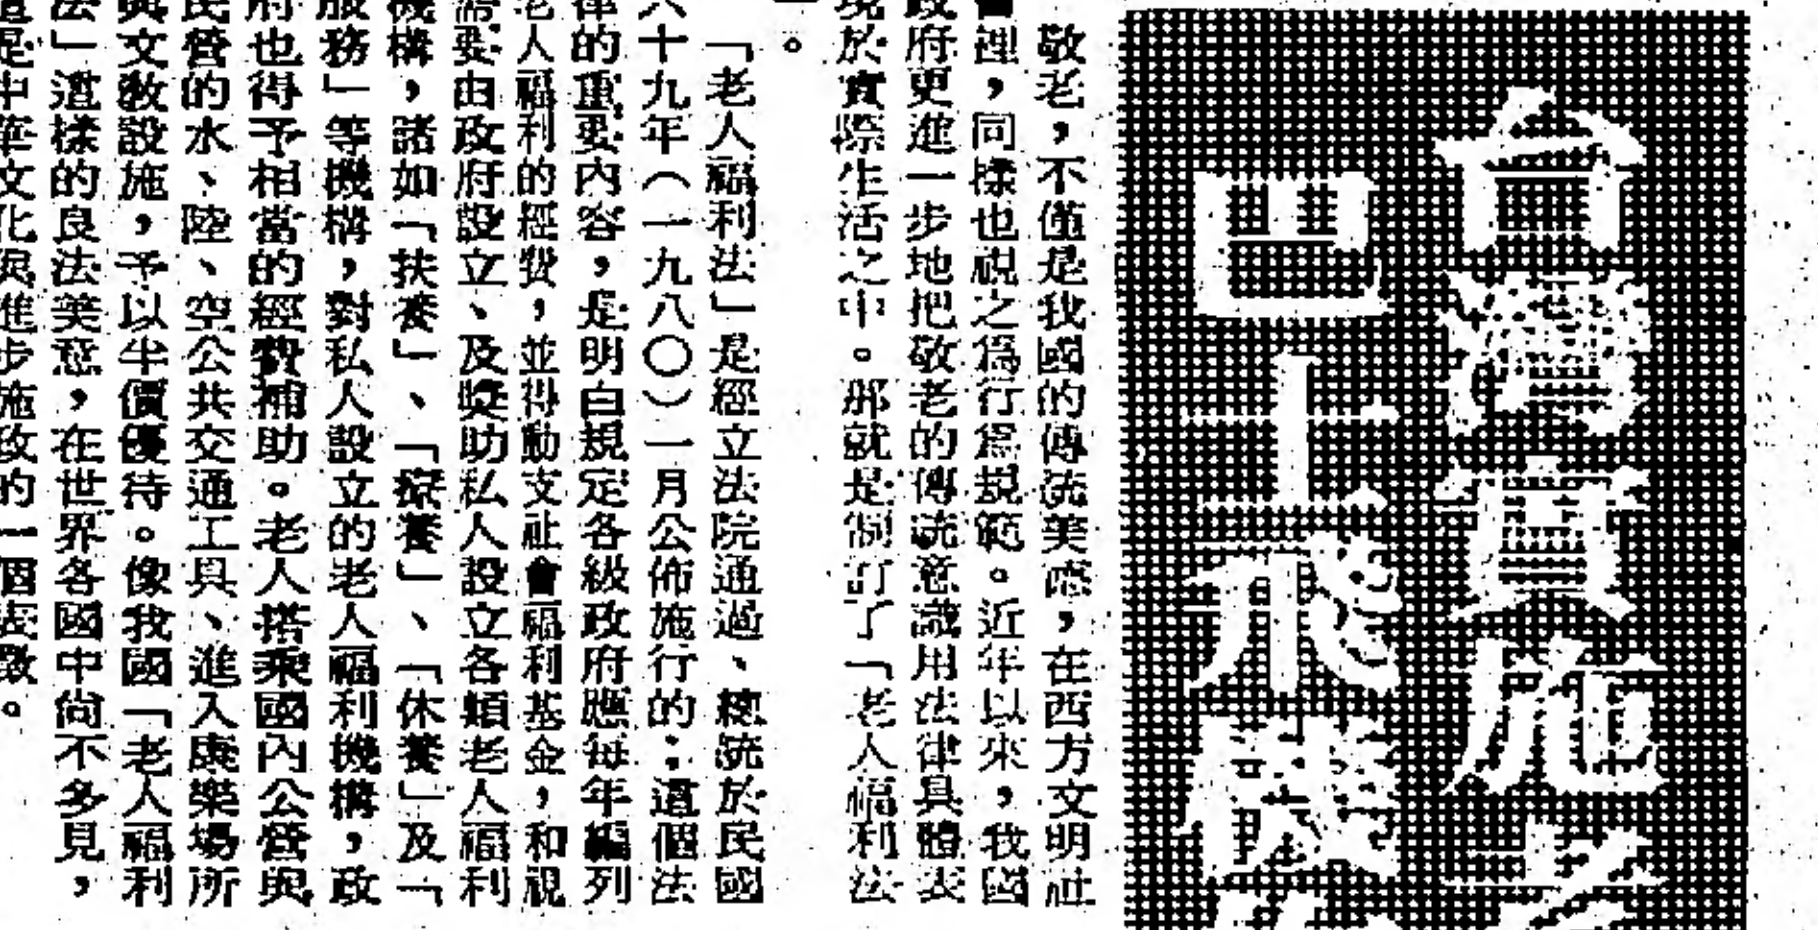 台灣實施
巴士
敬老，不僅是我國的傳統美德，在西方文明社
會裡，同樣也視之爲行爲規範。近年以來，我國
政府更進一步地把敬老的傳統意識用法律具體表
現於實際生活之中。那就是制訂了「老人福利法
」。
「老人福利法」是經立法院通過、總統於民國
六十九年（一九八〇）一月公佈施行的；這個法
律的重要內容，是明白規定各級政府應每年編列
老人福利的經費，並得動支社會福利基金，和視
需要由政府設立、及獎助私人設立各類老人福利
機構，諸如「扶養」、「療養」、「休養」及「
服務」等機構，對私人設立的老人福利機構，政
府也得予相當的經費補助。老人搭乘國內公營與
民營的水、陸、空公共交通工具、進入康樂場所
與文教設施，予以半價優待。像我國「老人福利
法」這樣的良法美意，在世界各國中尚不多見，
這是中華文化與進步施政的一個表徵。